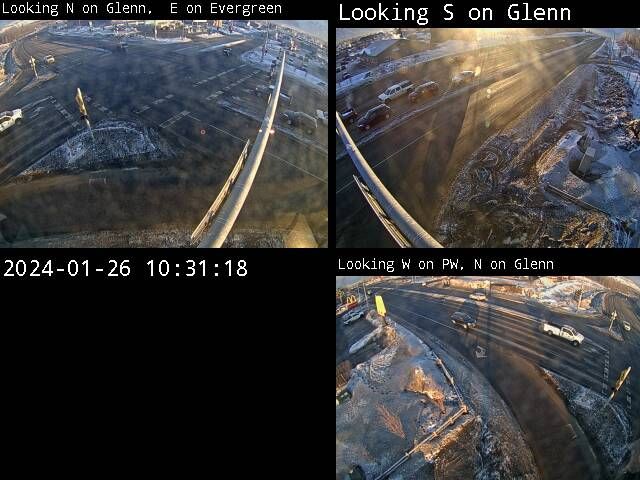 Looking N on Glenn,  E on Evergreen
Looking S on Glenn
2024-01-26 10:31:18
Looking W on PW, N on Glenn